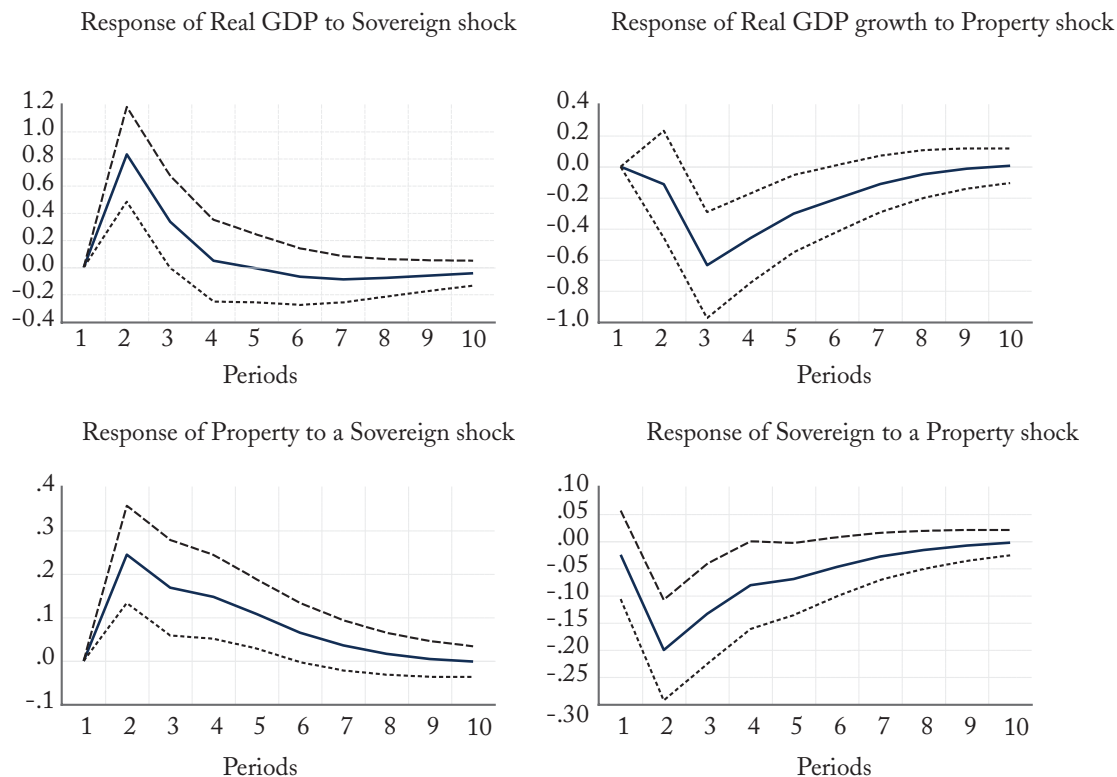 Response of Real GDP to Sovereign shock
1.2
1.0
0.8
0.6
0.4
0.2
0.0
-0.2
-0.4
1 2 3 4 5 6 7 8 9 10
Periods
Response of Real GDP growth to Property shock
0.4
0.2
0.0
-0.2
-0.4
-0.6
-0.8
-1.0
1 2 3 4 5 6 7 8 9 10
Periods
Response of Property to a Sovereign shock
.4
.3
.2
.1
.0
-.1
1 2 3 4 5 6 7 8 9 10
Periods
Response of Sovereign to a Property shock
.10
.05
.00
-.05
-.10
-.15
-.20
-.25
-.30
1 2 3 4 5 6 7 8 9 10
Periods